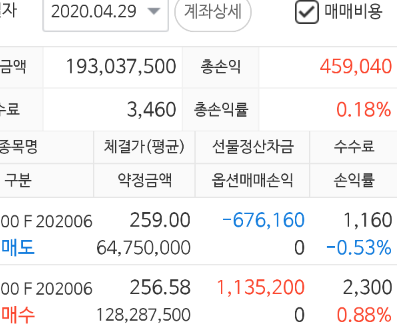 자 2020.04.29 계좌상세 매매비용
금액 193,037,500 총손익 459,040
수료 3,460 총손익률 0.18%
종목명 체결가(평균) 선물정산차금 수수료
구분 약정금액 옵션매매손익 손익률
00 F 202006 259.00 -676,160 1,160
매도 64,750,000 0 -0.53%
00 F 202006 256.58 1,135,200 2,300
매수 128,287,500 0 0.88%